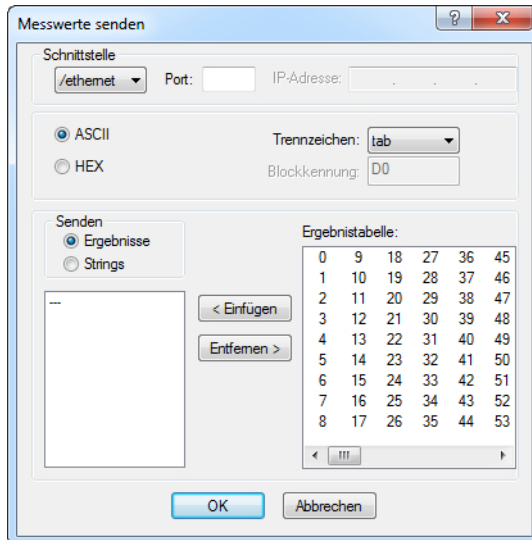 Messwerte senden
Schnittstelle
/ethernet Port: IP-Adresse: . . .
ASCII Trennzeichen: tab
HEX Blockkennung: D0
Senden
Ergebnisse
Strings
---
< Einfügen
Entfernen >
Ergebnistabelle:
0 9 18 27 36 45
1 10 19 28 37 46
2 11 20 29 38 47
3 12 21 30 39 48
4 13 22 31 40 49
5 14 23 32 41 50
6 15 24 33 42 51
7 16 25 34 43 52
8 17 26 35 44 53
OK Abbrechen